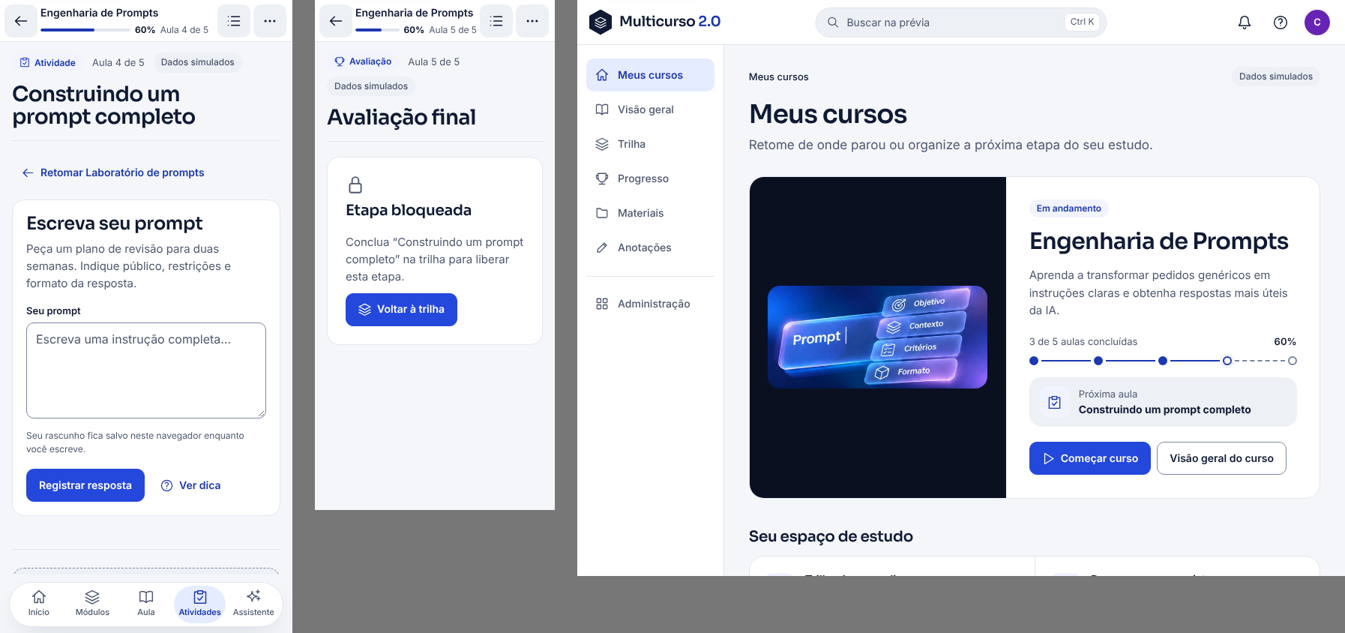 Engenharia de Prompts
60% Aula 4 de 5
Atividade Aula 4 de 5 Dados simulados
Construindo um
prompt completo
Retomar Laboratório de prompts
Escreva seu prompt
Peça um plano de revisão para duas
semanas. Indique público, restrições e
formato da resposta.
Seu prompt
Escreva uma instrução completa...
Seu rascunho fica salvo neste navegador enquanto
você escreve.
Registrar resposta Ver dica
Início Módulos Aula Atividades Assistente
Engenharia de Prompts
60% Aula 5 de 5
Avaliação Aula 5 de 5
Dados simulados
Avaliação final
Etapa bloqueada
Conclua “Construindo um prompt
completo” na trilha para liberar
esta etapa.
Voltar à trilha
Multicurso 2.0
Buscar na prévia Ctrl K
C
Meus cursos
Visão geral
Trilha
Progresso
Materiais
Anotações
Administração
Meus cursos Dados simulados
Meus cursos
Retome de onde parou ou organize a próxima etapa do seu estudo.
Prompt
Objetivo
Contexto
Critérios
Formato
Em andamento
Engenharia de Prompts
Aprenda a transformar pedidos genéricos em
instruções claras e obtenha respostas mais úteis
da IA.
3 de 5 aulas concluídas 60%
Próxima aula
Construindo um prompt completo
Começar curso Visão geral do curso
Seu espaço de estudo